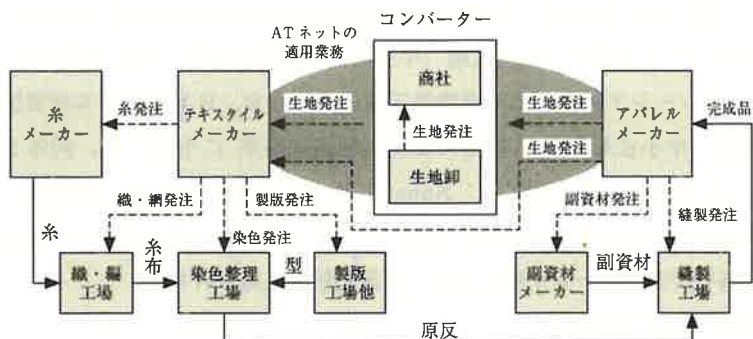 コンバーター
ATネットの
適用業務
商社
生地発注
生地卸
糸
メーカー
糸発注
テキスタイル
メーカー
生地発注
生地発注
生地発注
アパレル
メーカー
完成品
織・網発注
製版発注
染色発注
副資材発注
縫製発注
糸
織・編
工場
糸
布
染色整理
工場
型
製版
工場他
副資材
メーカー
副資材
縫製
工場
原反